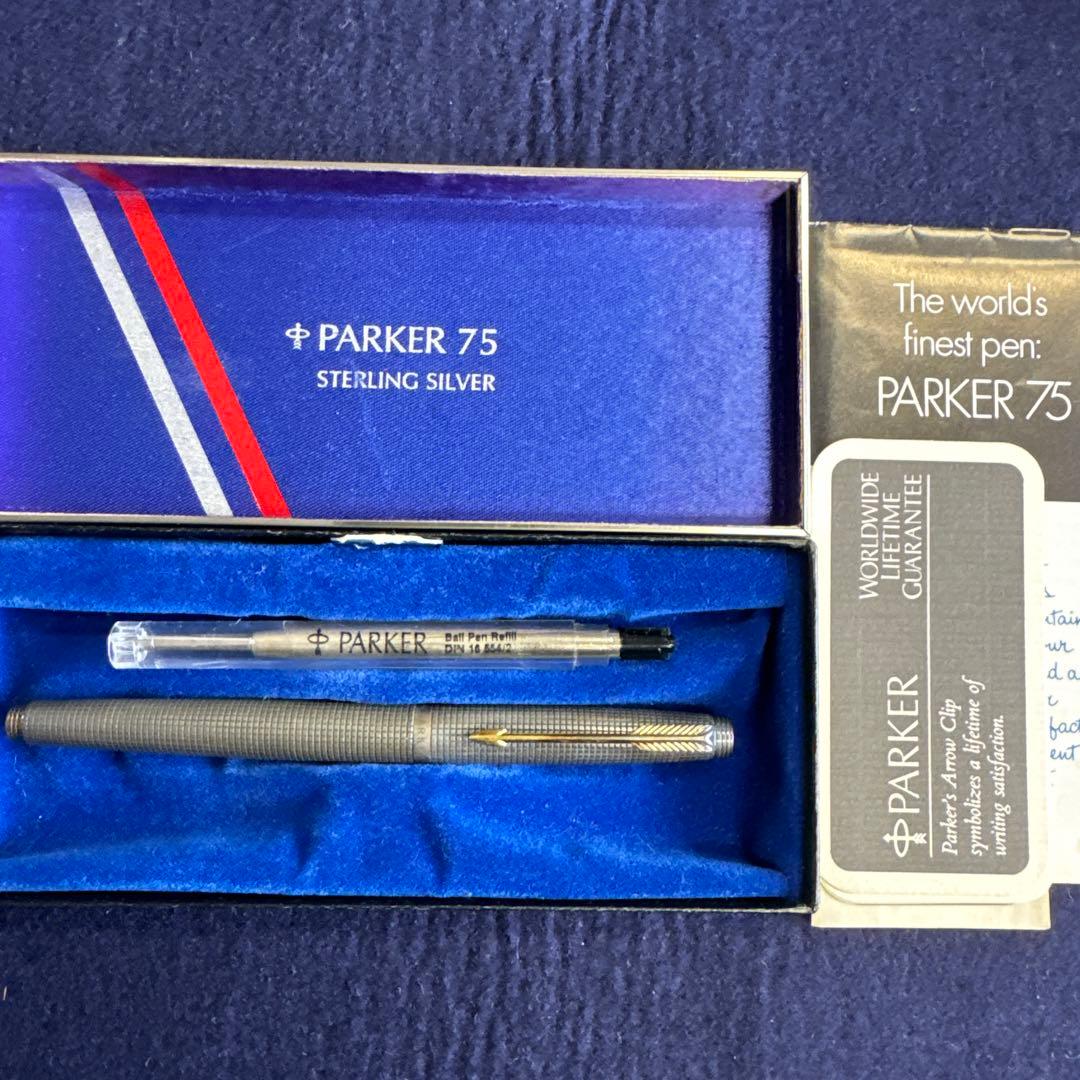 PARKER 75
STERLING SILVER
The world's
finest pen:
PARKER 75
WORLDWIDE
LIFETIME
GUARANTEE
PARKER
Parker's Arrow Clip
symbolizes a lifetime of
writing satisfaction.
PARKER
Ball Pen Refill
DIN 16 554/2